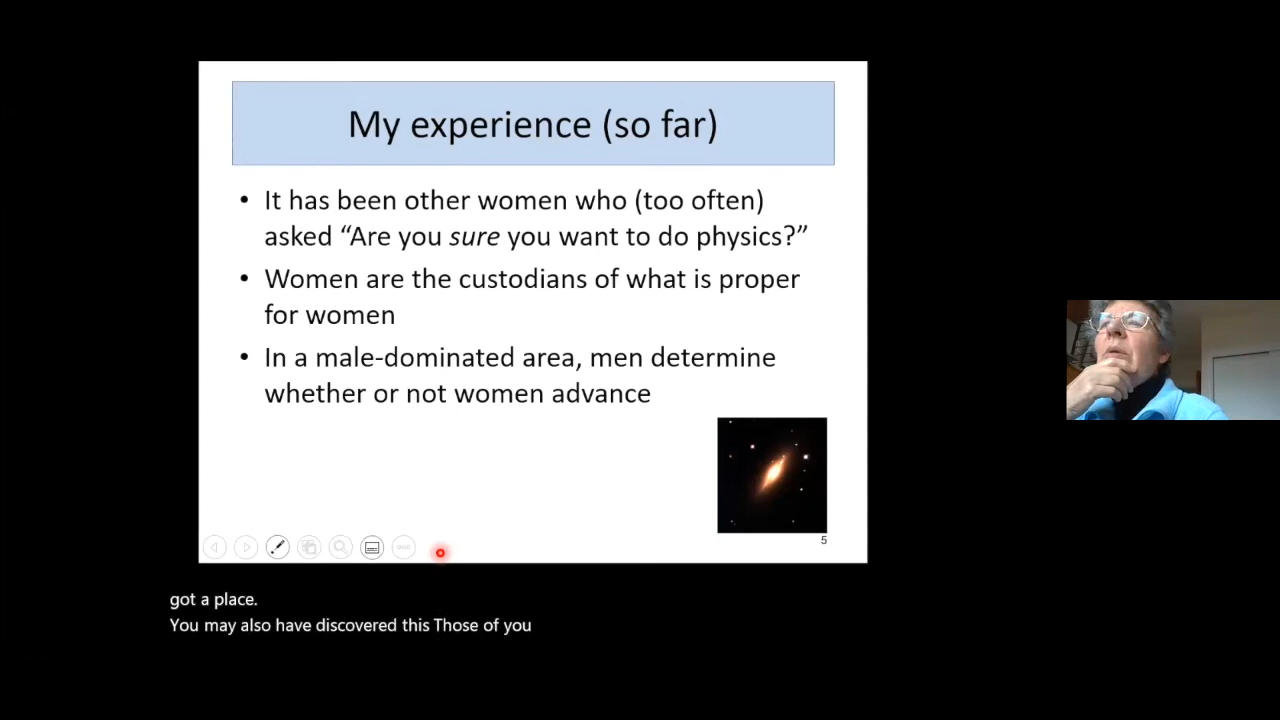 My experience (so far)
• It has been other women who (too often)
asked “Are you sure you want to do physics?”
• Women are the custodians of what is proper
for women
• In a male-dominated area, men determine
whether or not women advance
5
got a place.
You may also have discovered this Those of you